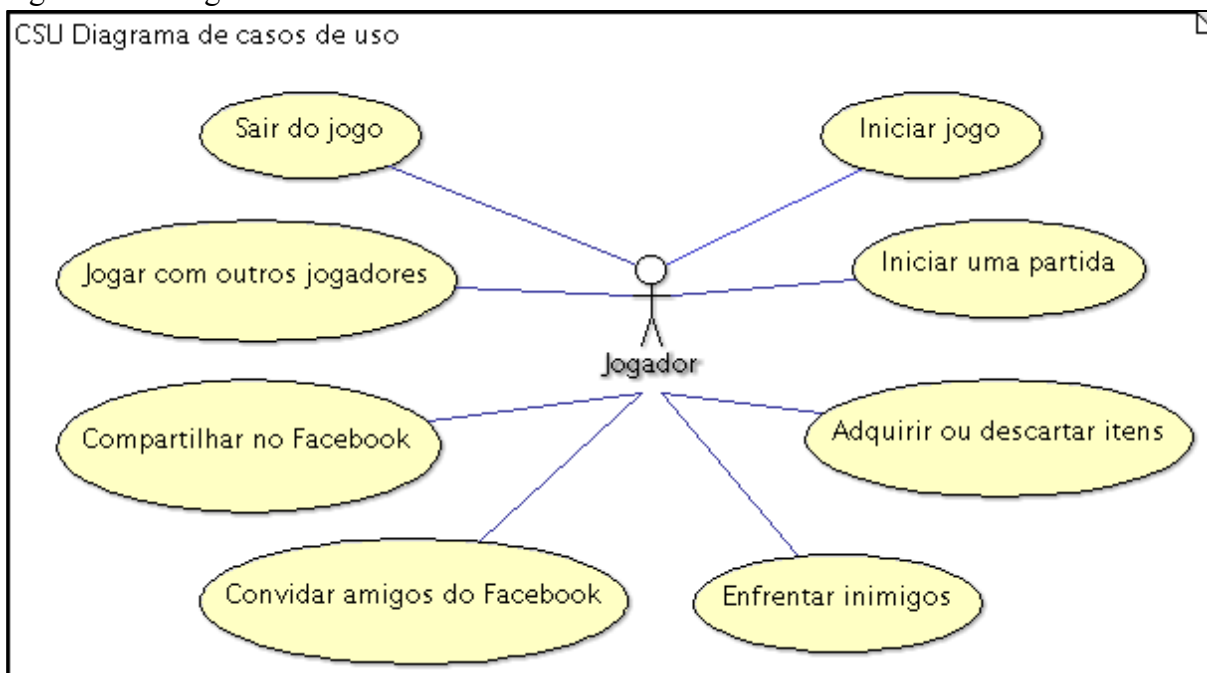 CSU Diagrama de casos de uso
Sair do jogo
Iniciar jogo
Jogar com outros jogadores
Iniciar uma partida
Jogador
Compartilhar no Facebook
Adquirir ou descartar itens
Convidar amigos do Facebook
Enfrentar inimigos